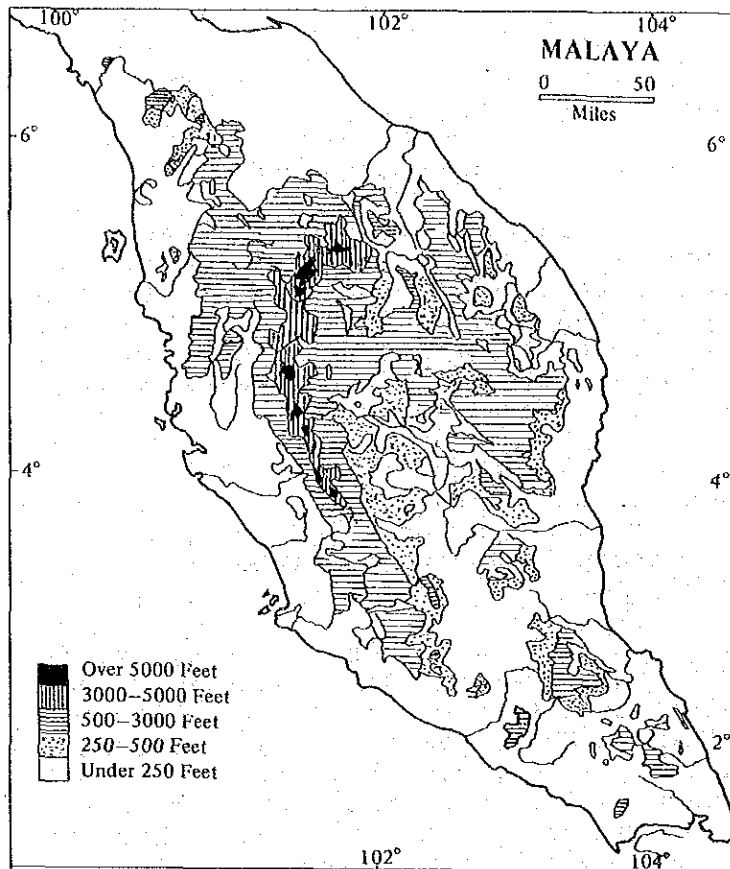 100° 102° 104°
MALAYA
0 50
Miles
6° 6°
4° 4°
Over 5000 Feet
3000–5000 Feet
500–3000 Feet
250–500 Feet
Under 250 Feet
2°
102° 104°